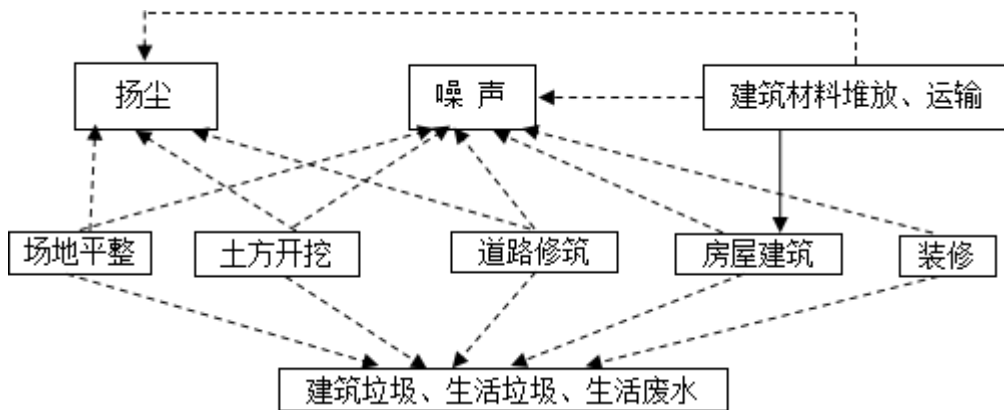 扬尘
噪 声
建筑材料堆放、运输
场地平整
土方开挖
道路修筑
房屋建筑
装修
建筑垃圾、生活垃圾、生活废水